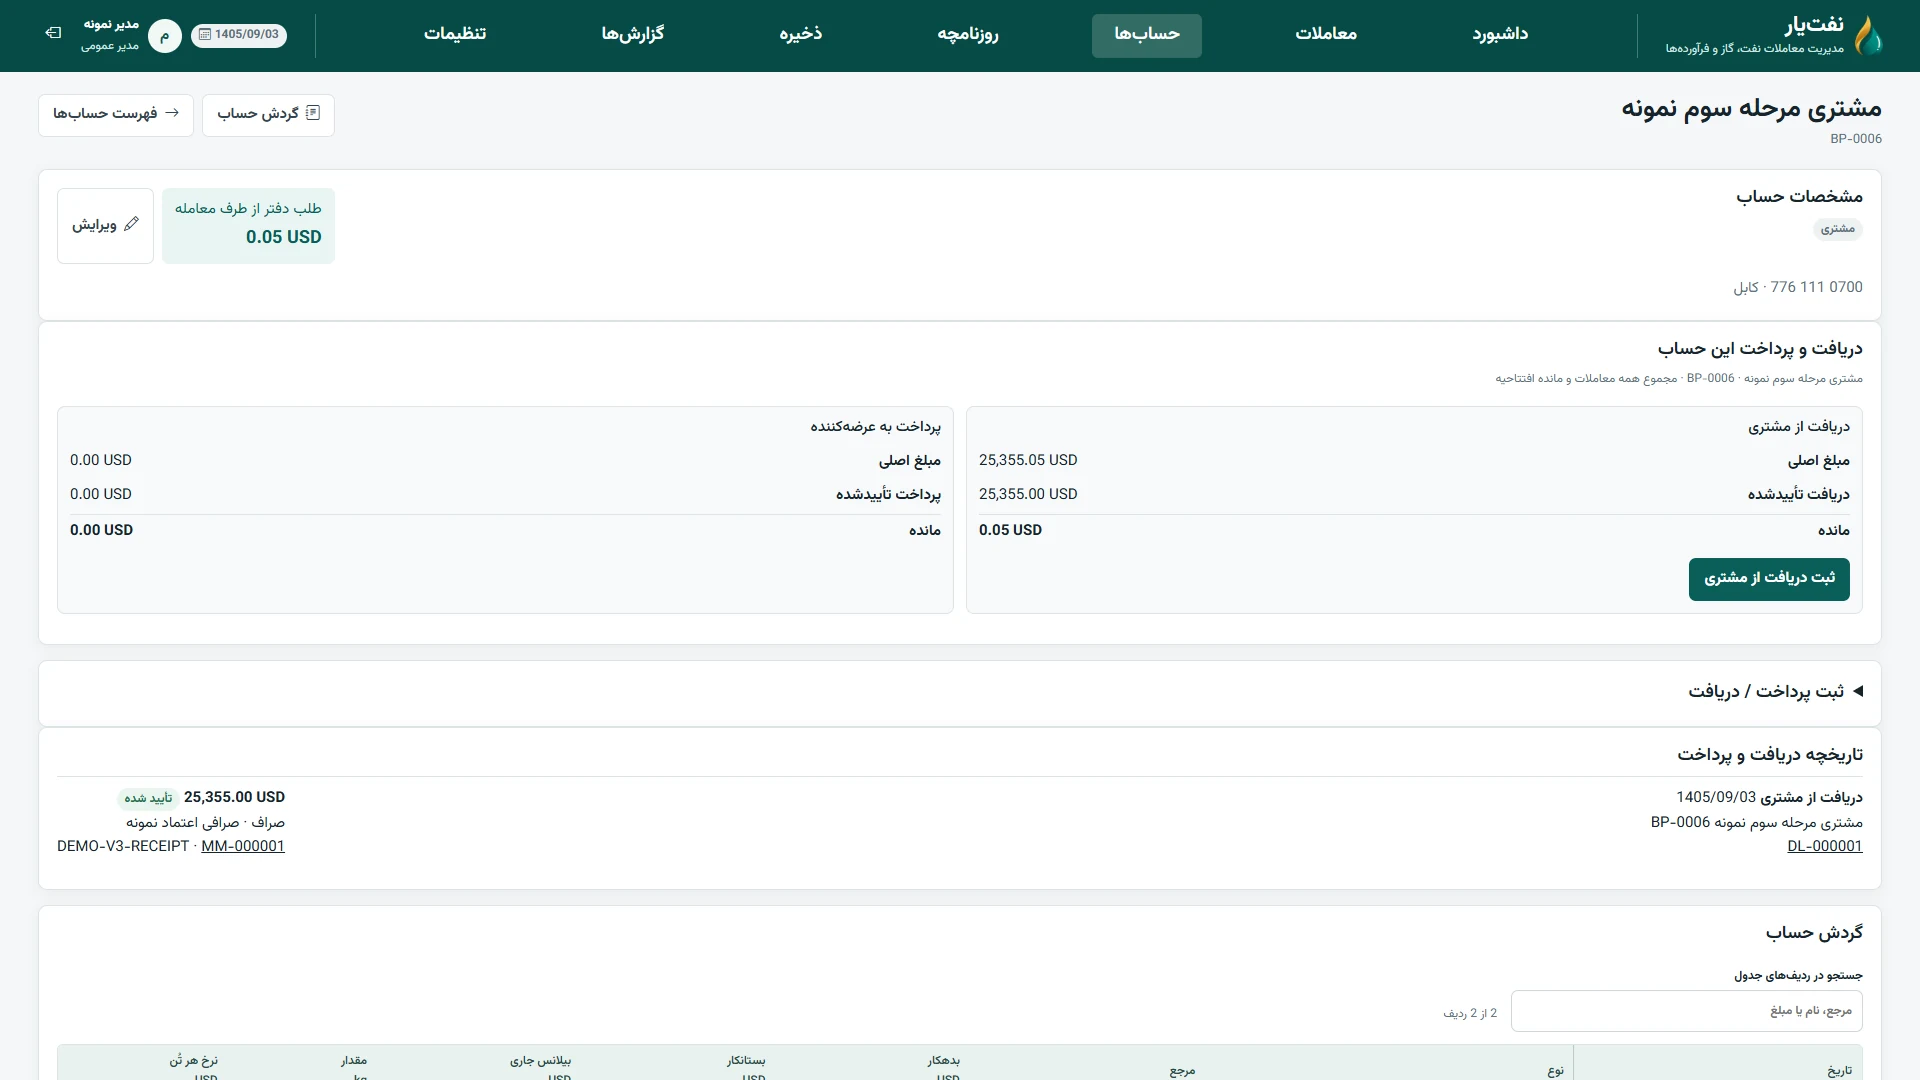 نفت‌یار
مدیریت معاملات نفت، گاز و فرآورده‌ها
داشبورد
معاملات
حساب‌ها
روزنامچه
ذخیره
گزارش‌ها
تنظیمات
1405/09/03
م
مدیر نمونه
مدیر عمومی
مشتری مرحله سوم نمونه
BP-0006
گردش حساب
فهرست حساب‌ها
مشخصات حساب
مشتری
0700 111 776 · کابل
طلب دفتر از طرف معامله
0.05 USD
ویرایش
دریافت و پرداخت این حساب
مشتری مرحله سوم نمونه · BP-0006 · مجموع همه معاملات و مانده افتتاحیه
دریافت از مشتری
مبلغ اصلی 25,355.05 USD
دریافت تأییدشده 25,355.00 USD
مانده 0.05 USD
ثبت دریافت از مشتری
پرداخت به عرضه‌کننده
مبلغ اصلی 0.00 USD
پرداخت تأییدشده 0.00 USD
مانده 0.00 USD
ثبت پرداخت / دریافت
تاریخچه دریافت و پرداخت
دریافت از مشتری 1405/09/03
مشتری مرحله سوم نمونه BP-0006
DL-000001
25,355.00 USD تأیید شده
صراف · صرافی اعتماد نمونه
MM-000001 · DEMO-V3-RECEIPT
گردش حساب
جستجو در ردیف‌های جدول
مرجع، نام یا مبلغ
2 از 2 ردیف
تاریخ
نوع
مرجع
بدهکار
USD
بستانکار
USD
بیلانس جاری
USD
مقدار
kg
نرخ هر تُن
USD